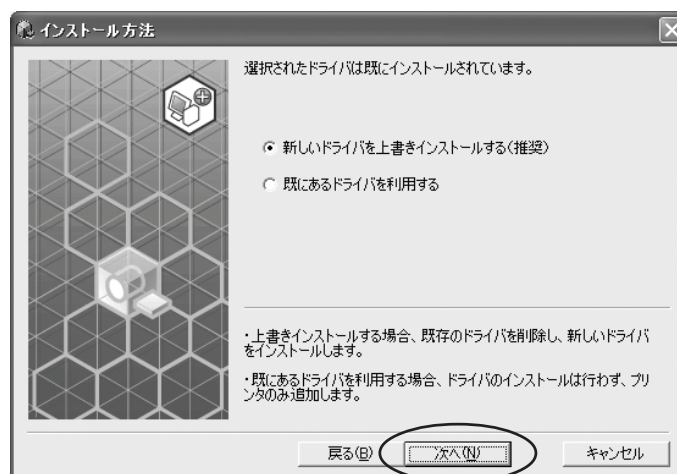 インストール方法
選択されたドライバは既にインストールされています。
新しいドライバを上書きインストールする(推奨)
既にあるドライバを利用する
・上書きインストールする場合、既存のドライバを削除し、新しいドライバ
をインストールします。
・既にあるドライバを利用する場合、ドライバのインストールは行わず、プリ
ンタのみ追加します。
戻る(B)
次へ(N)
キャンセル